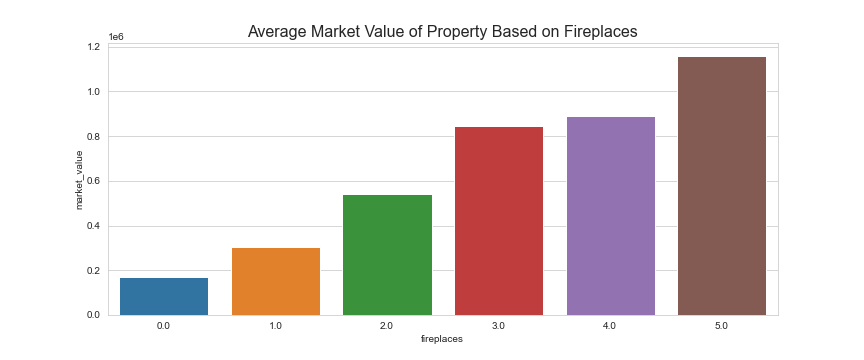 Average Market Value of Property Based on Fireplaces
1e6
1.2
1.0
0.8
0.6
0.4
0.2
0.0
market_value
0.0 1.0 2.0 3.0 4.0 5.0
fireplaces